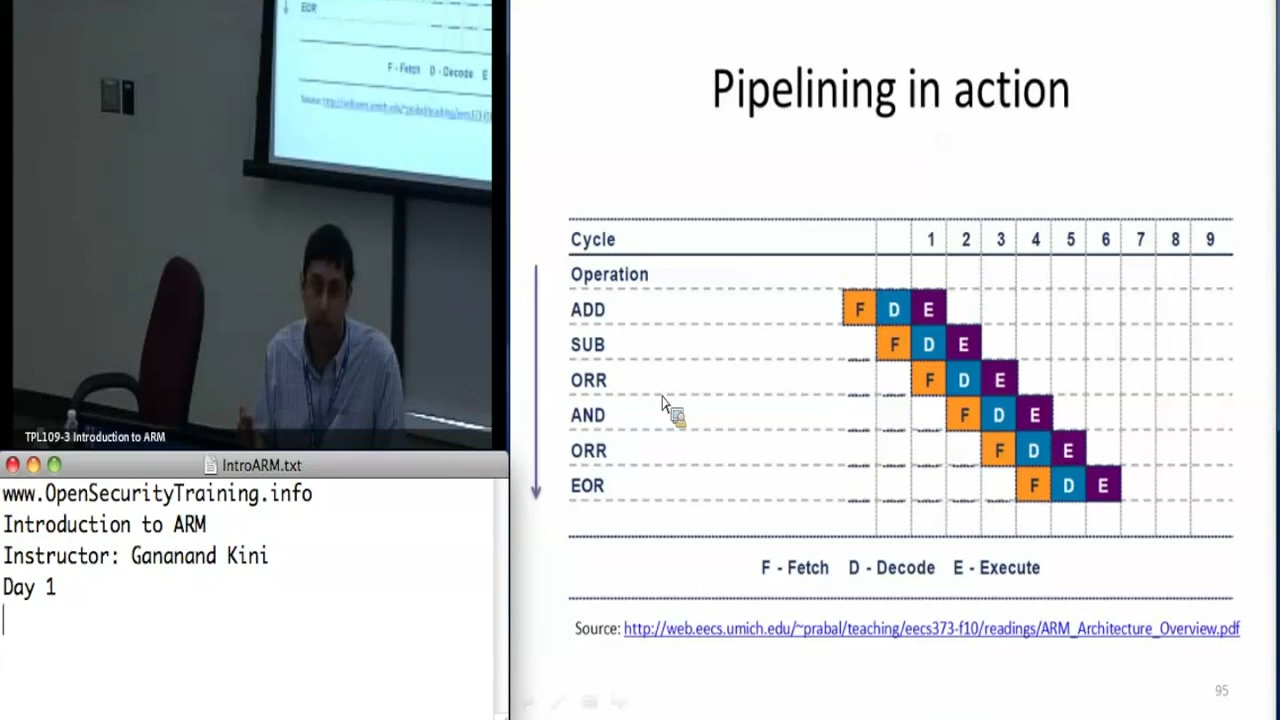 EOR
F - Fetch D - Decode E
TPL109-3 Introduction to ARM
IntroARM.txt
www.OpenSecurityTraining.info
Introduction to ARM
Instructor: Gananand Kini
Day 1
Pipelining in action
Cycle 1 2 3 4 5 6 7 8 9
Operation
ADD F D E
SUB F D E
ORR F D E
AND F D E
ORR F D E
EOR F D E
F - Fetch D - Decode E - Execute
Source: http://web.eecs.umich.edu/~prabal/teaching/eecs373-f10/readings/ARM_Architecture_Overview.pdf
95